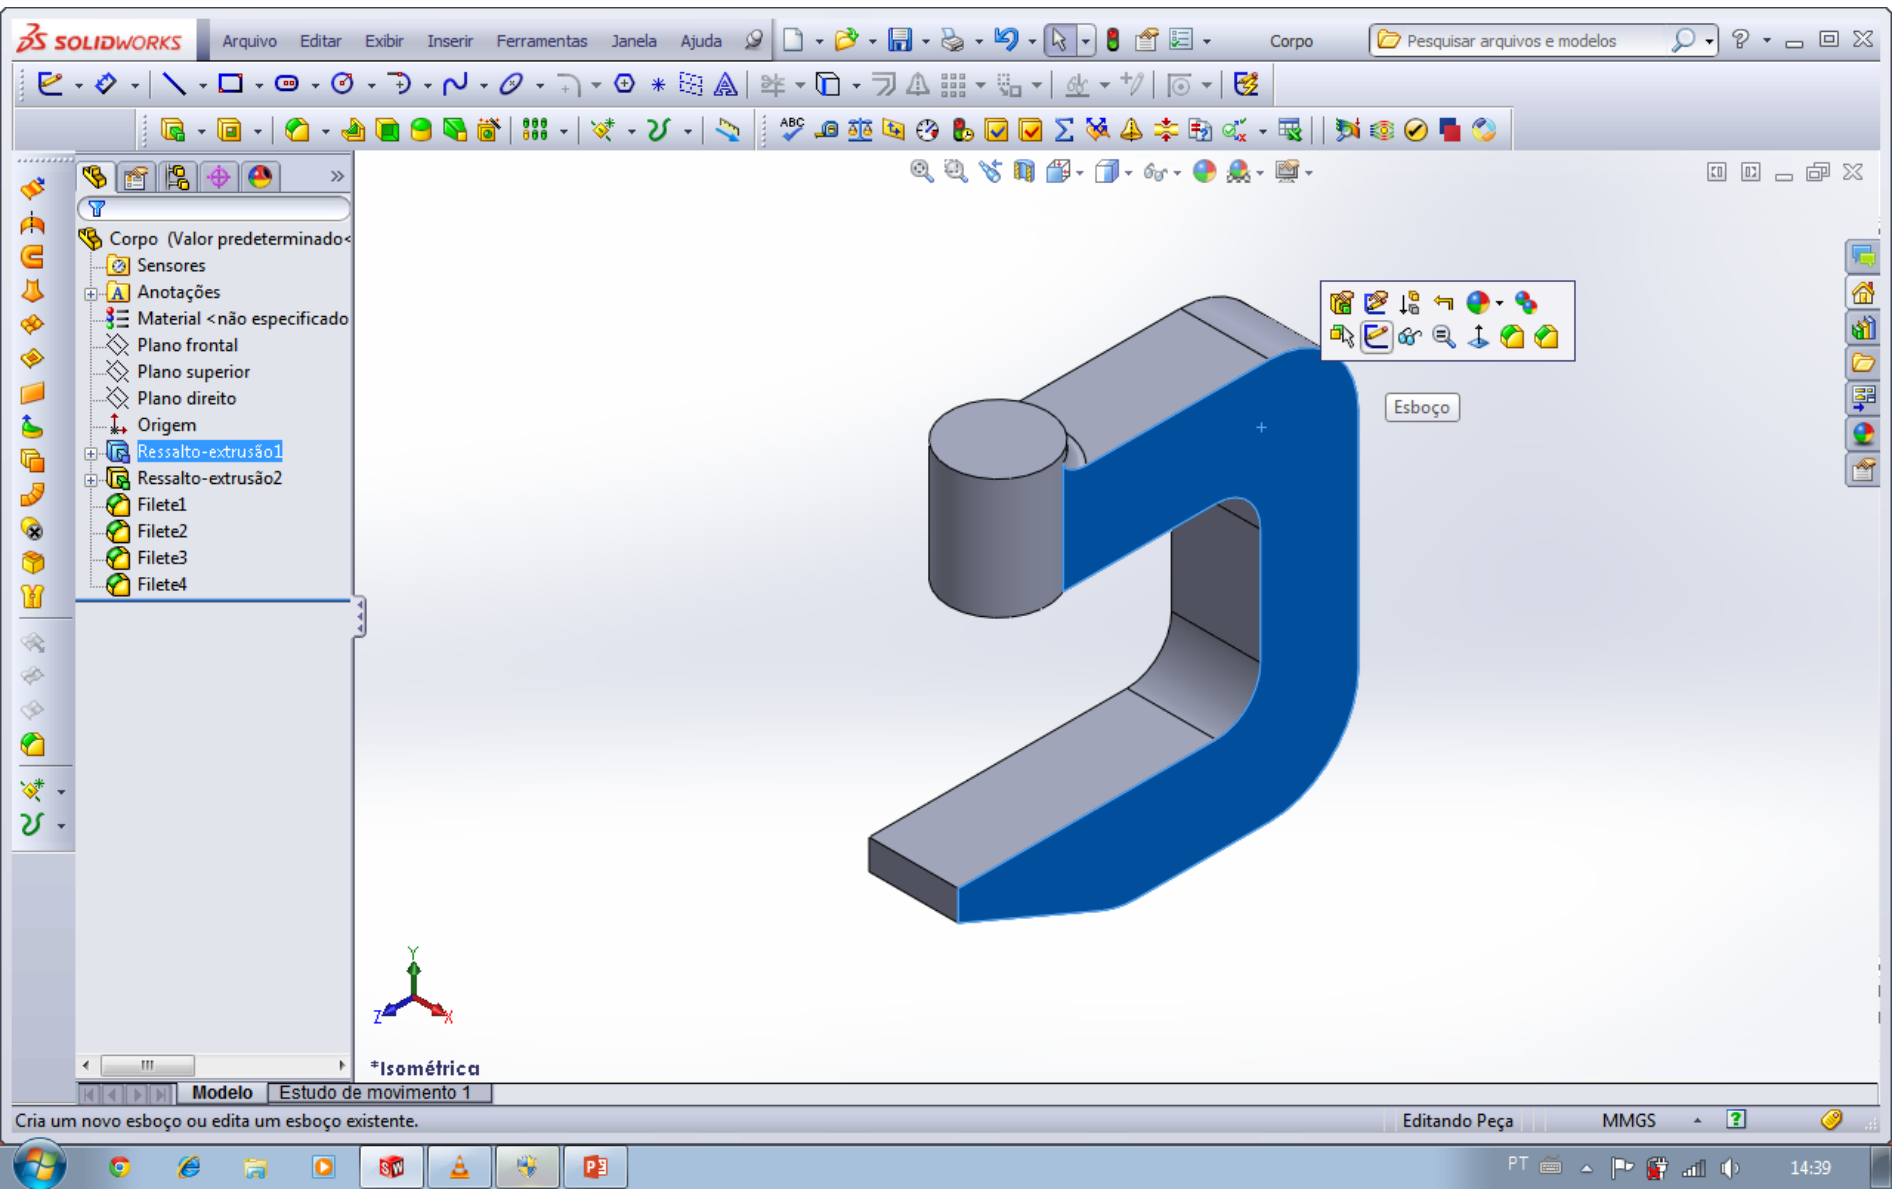 SOLIDWORKS Arquivo Editar Exibir Inserir Ferramentas Janela Ajuda Corpo Pesquisar arquivos e modelos
ABC
Corpo (Valor predeterminado<
Sensores
Anotações
Material <não especificado
Plano frontal
Plano superior
Plano direito
Origem
Ressalto-extrusão1
Ressalto-extrusão2
Filete1
Filete2
Filete3
Filete4
Esboço
Y
Z
X
*Isométrica
Modelo Estudo de movimento 1
Cria um novo esboço ou edita um esboço existente. Editando Peça MMGS
PT 14:39